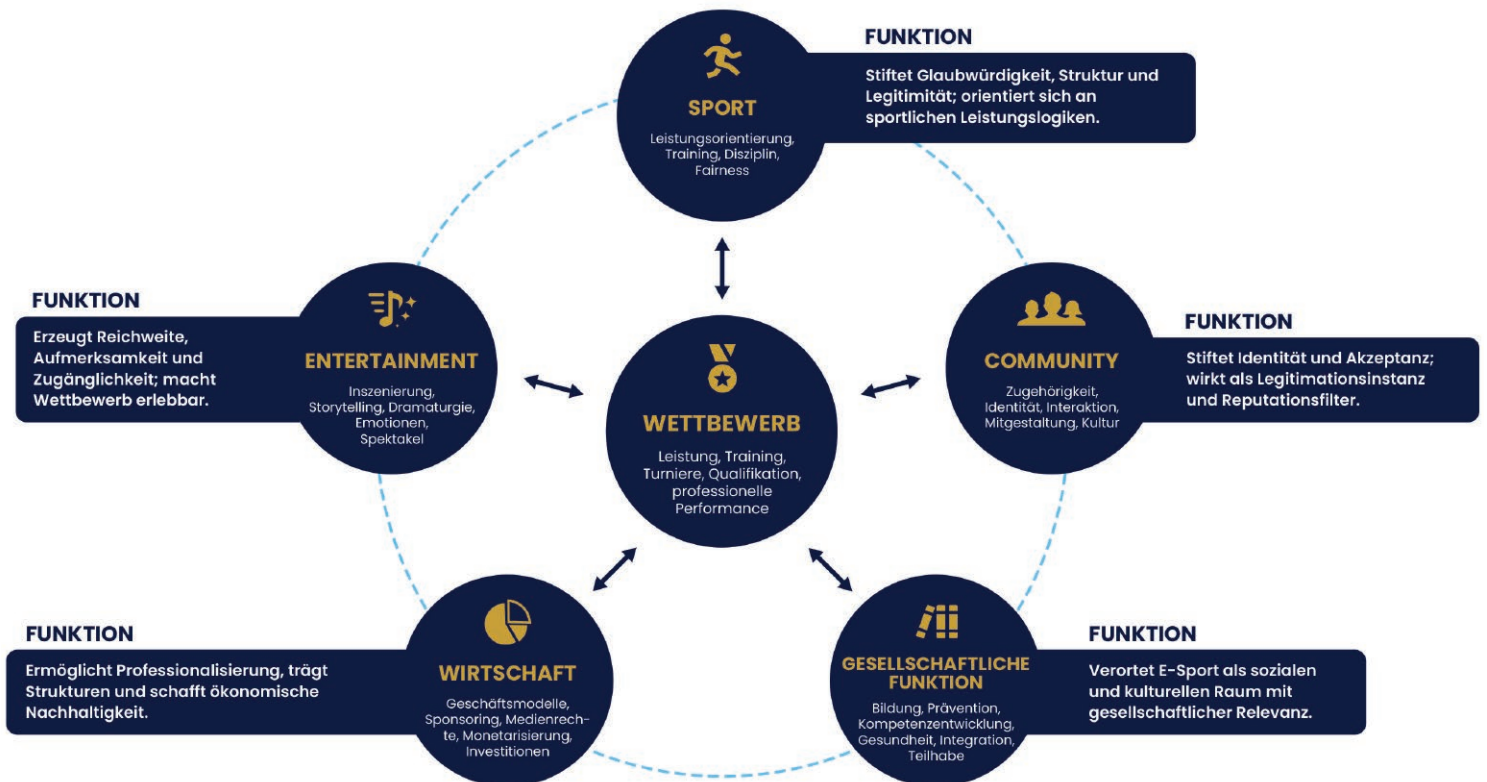 FUNKTION
Stiftet Glaubwürdigkeit, Struktur und
Legitimität; orientiert sich an
sportlichen Leistungslogiken.
SPORT
Leistungsorientierung,
Training, Disziplin,
Fairness
FUNKTION
Erzeugt Reichweite,
Aufmerksamkeit und
Zugänglichkeit; macht
Wettbewerb erlebbar.
ENTERTAINMENT
Inszenierung,
Storytelling, Dramaturgie,
Emotionen,
Spektakel
WETTBEWERB
Leistung, Training,
Turniere, Qualifikation,
professionelle
Performance
COMMUNITY
Zugehörigkeit,
Identität, Interaktion,
Mitgestaltung, Kultur
FUNKTION
Stiftet Identität und Akzeptanz;
wirkt als Legitimationsinstanz
und Reputationsfilter.
FUNKTION
Ermöglicht Professionalisierung, trägt
Strukturen und schafft ökonomische
Nachhaltigkeit.
WIRTSCHAFT
Geschäftsmodelle,
Sponsoring, Medienrech-
te, Monetarisierung,
Investitionen
GESELLSCHAFTLICHE
FUNKTION
Bildung, Prävention,
Kompetenzentwicklung,
Gesundheit, Integration,
Teilhabe
FUNKTION
Verortet E-Sport als sozialen
und kulturellen Raum mit
gesellschaftlicher Relevanz.